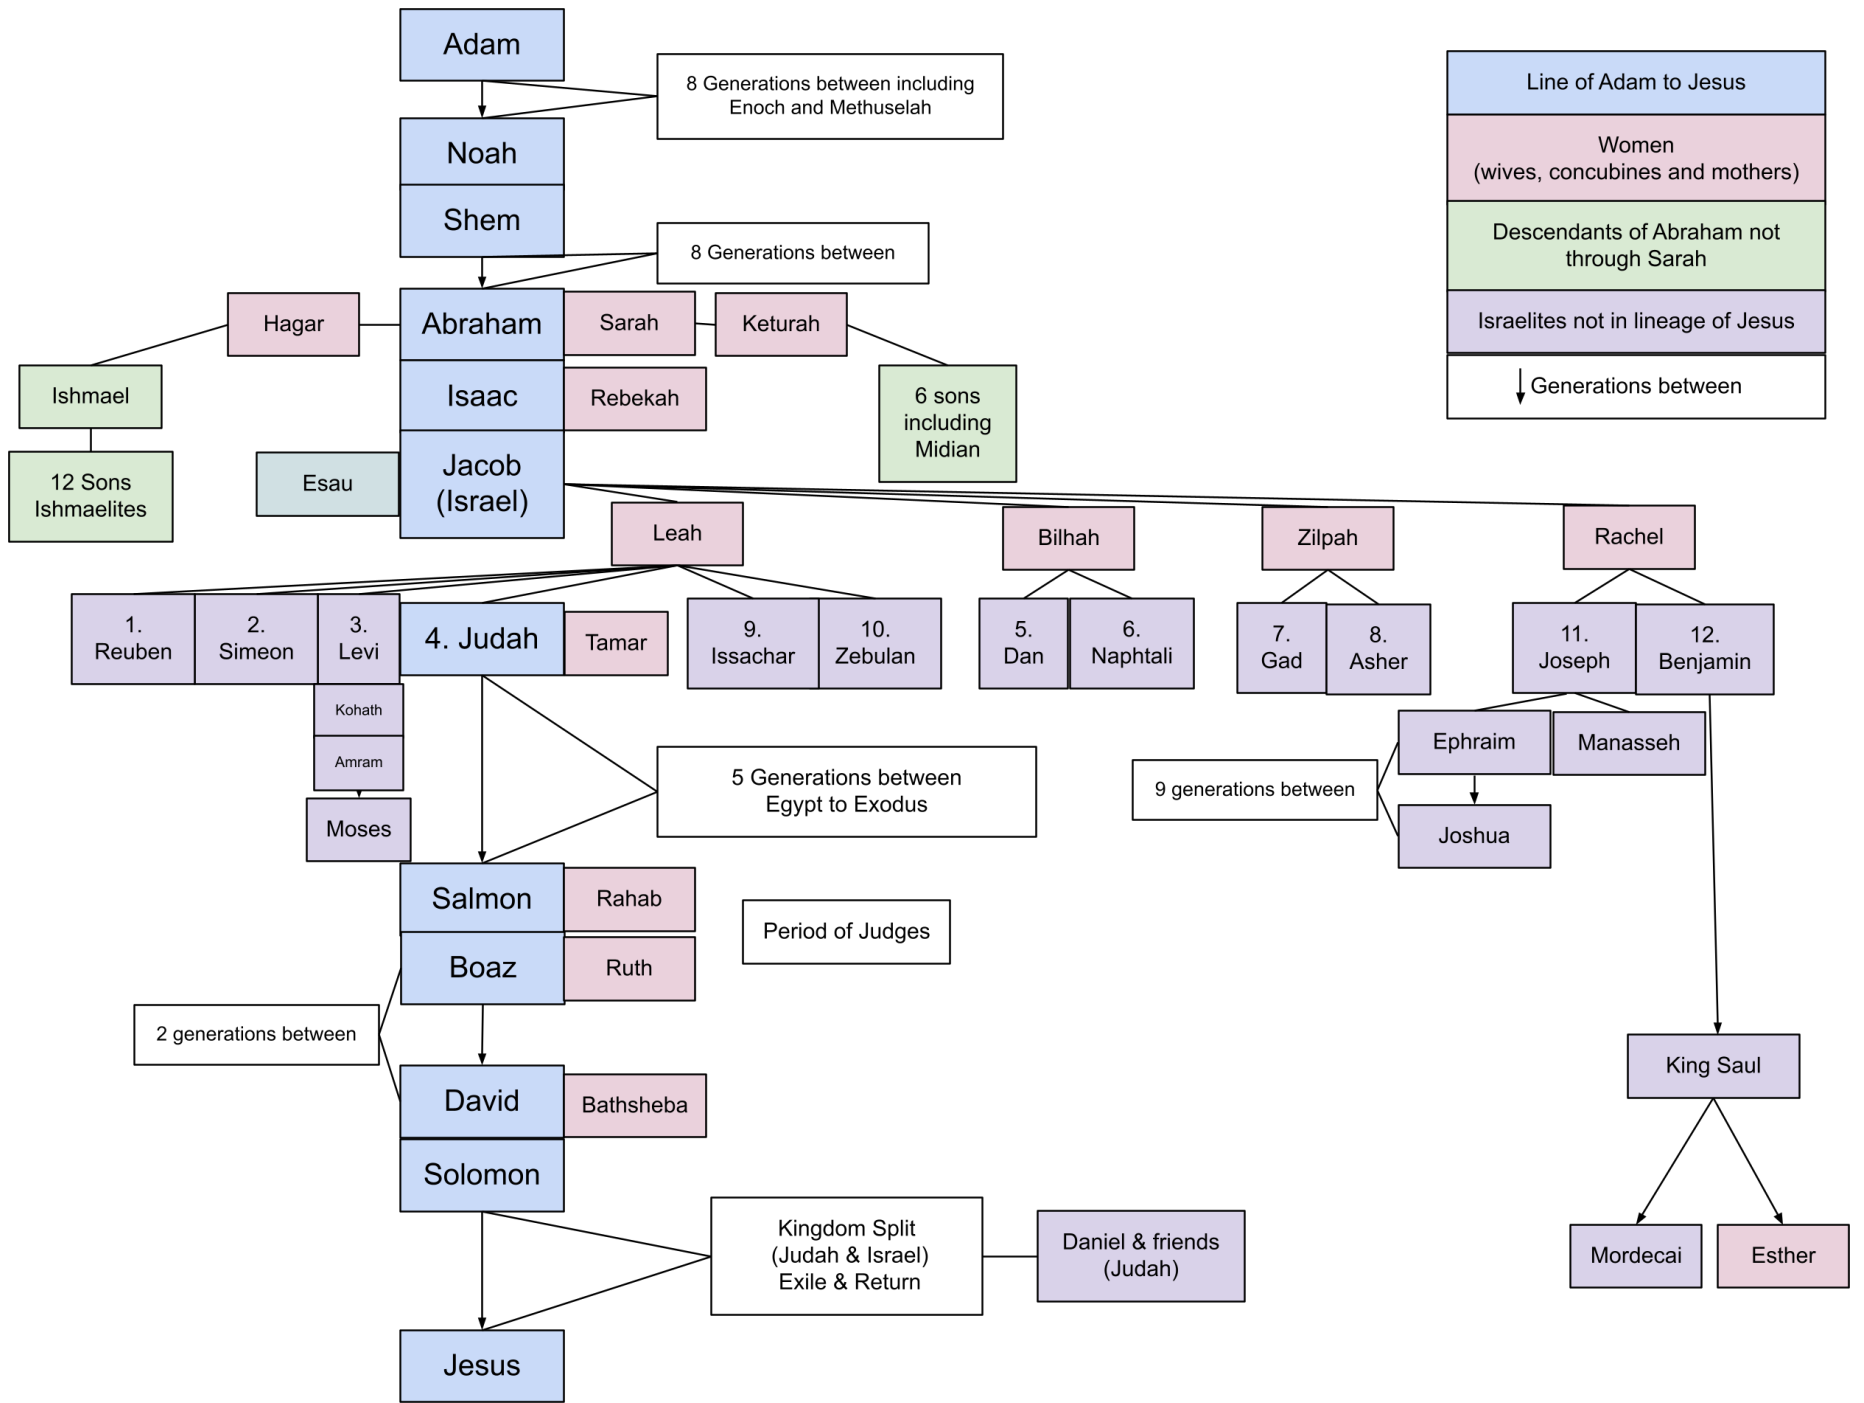 Adam
8 Generations between including
Enoch and Methuselah
Line of Adam to Jesus
Women
(wives, concubines and mothers)
Descendants of Abraham not
through Sarah
Israelites not in lineage of Jesus
Generations between
Noah
Shem
8 Generations between
Hagar
Abraham
Sarah
Keturah
Ishmael
Isaac
Rebekah
6 sons
including
Midian
12 Sons
Ishmaelites
Esau
Jacob
(Israel)
Leah
Bilhah
Zilpah
Rachel
1.
Reuben
2.
Simeon
3.
Levi
4. Judah
Tamar
9.
Issachar
10.
Zebulan
5.
Dan
6.
Naphtali
7.
Gad
8.
Asher
11.
Joseph
12.
Benjamin
Kohath
Amram
Moses
5 Generations between
Egypt to Exodus
Ephraim
Manasseh
9 generations between
Joshua
Salmon
Rahab
Period of Judges
Boaz
Ruth
2 generations between
David
Bathsheba
King Saul
Solomon
Kingdom Split
(Judah & Israel)
Exile & Return
Daniel & friends
(Judah)
Mordecai
Esther
Jesus